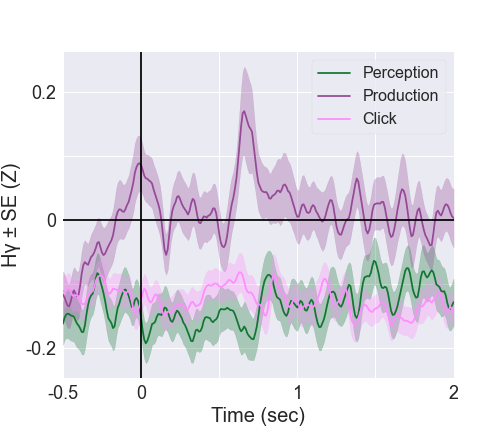 Perception
Production
Click
Hγ ± SE (Z)
0.2
0
-0.2
-0.5 0 1 2
Time (sec)